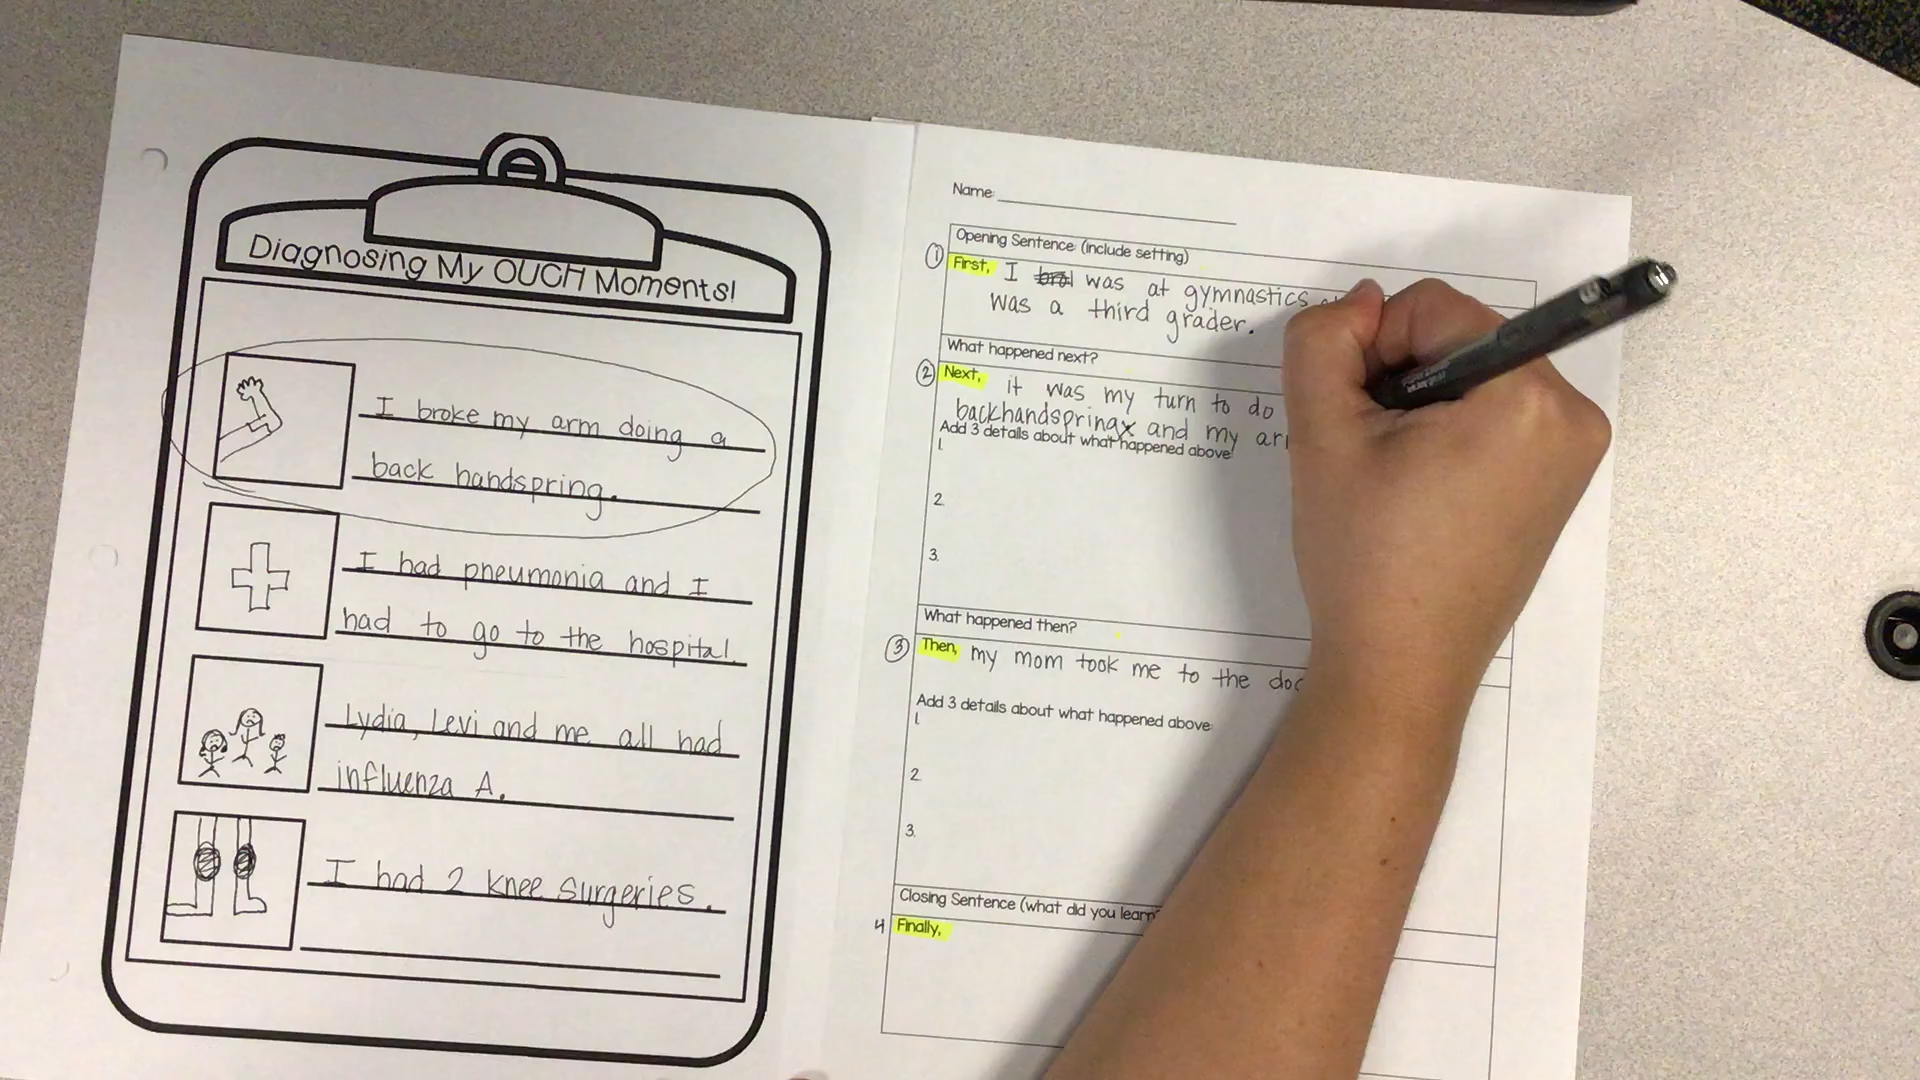 Diagnosing My OUCH Moments!
I broke my arm doing a
back handspring.
I had pneumonia and I
had to go to the hospital.
Lydia, Levi and me all had
influenza A.
I had 2 knee surgeries.
Name:
Opening Sentence: (include setting)
1 First, I was at gymnastics
was a third grader.
What happened next?
2 Next, it was my turn to do
backhandspring and my
Add 3 details about what happened above:
1.
2.
3.
What happened then?
3 Then, my mom took me to the
Add 3 details about what happened above:
1.
2.
3.
Closing Sentence (what did you learn
4 Finally,